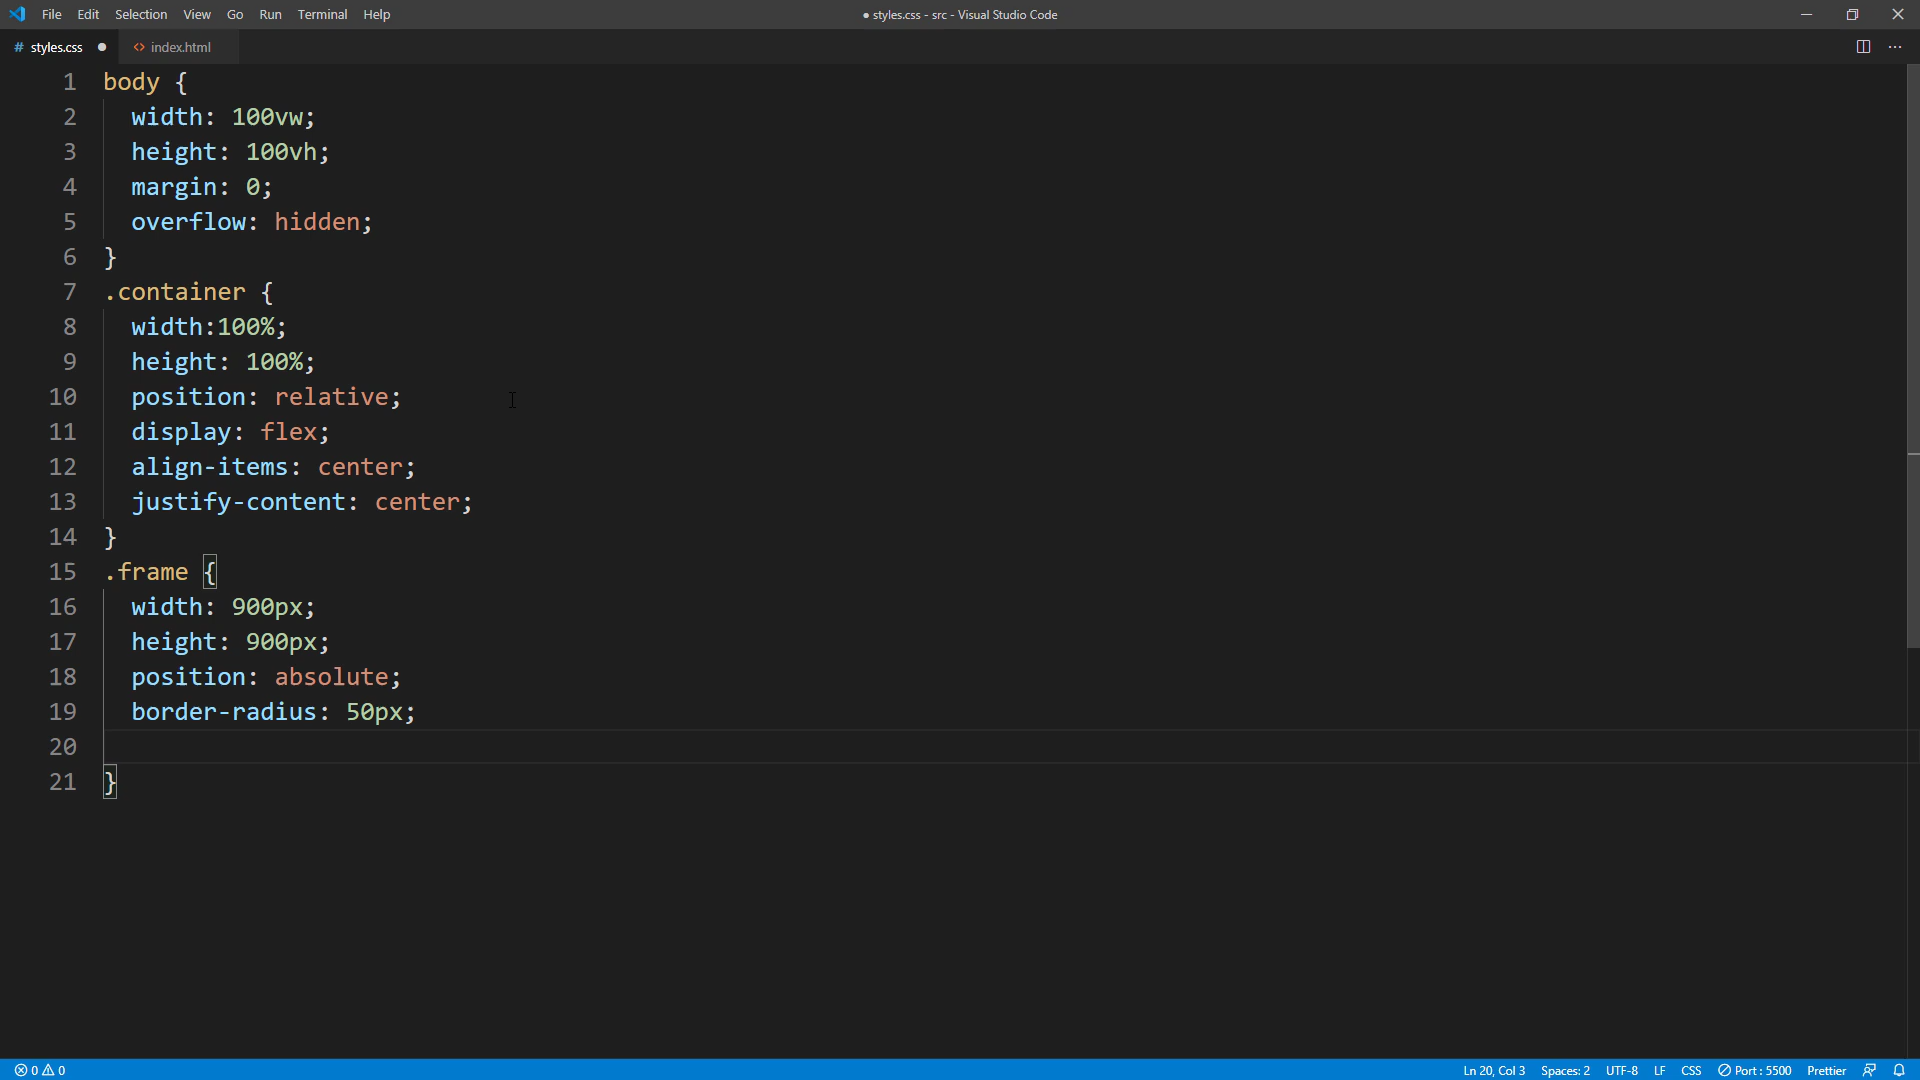 File Edit Selection View Go Run Terminal Help
● styles.css - src - Visual Studio Code
# styles.css ●
<> index.html
1 body {
2   width: 100vw;
3   height: 100vh;
4   margin: 0;
5   overflow: hidden;
6 }
7 .container {
8   width:100%;
9   height: 100%;
10   position: relative;
11   display: flex;
12   align-items: center;
13   justify-content: center;
14 }
15 .frame {
16   width: 900px;
17   height: 900px;
18   position: absolute;
19   border-radius: 50px;
20
21 }
0 0 Ln 20, Col 3 Spaces: 2 UTF-8 LF CSS Port : 5500 Prettier